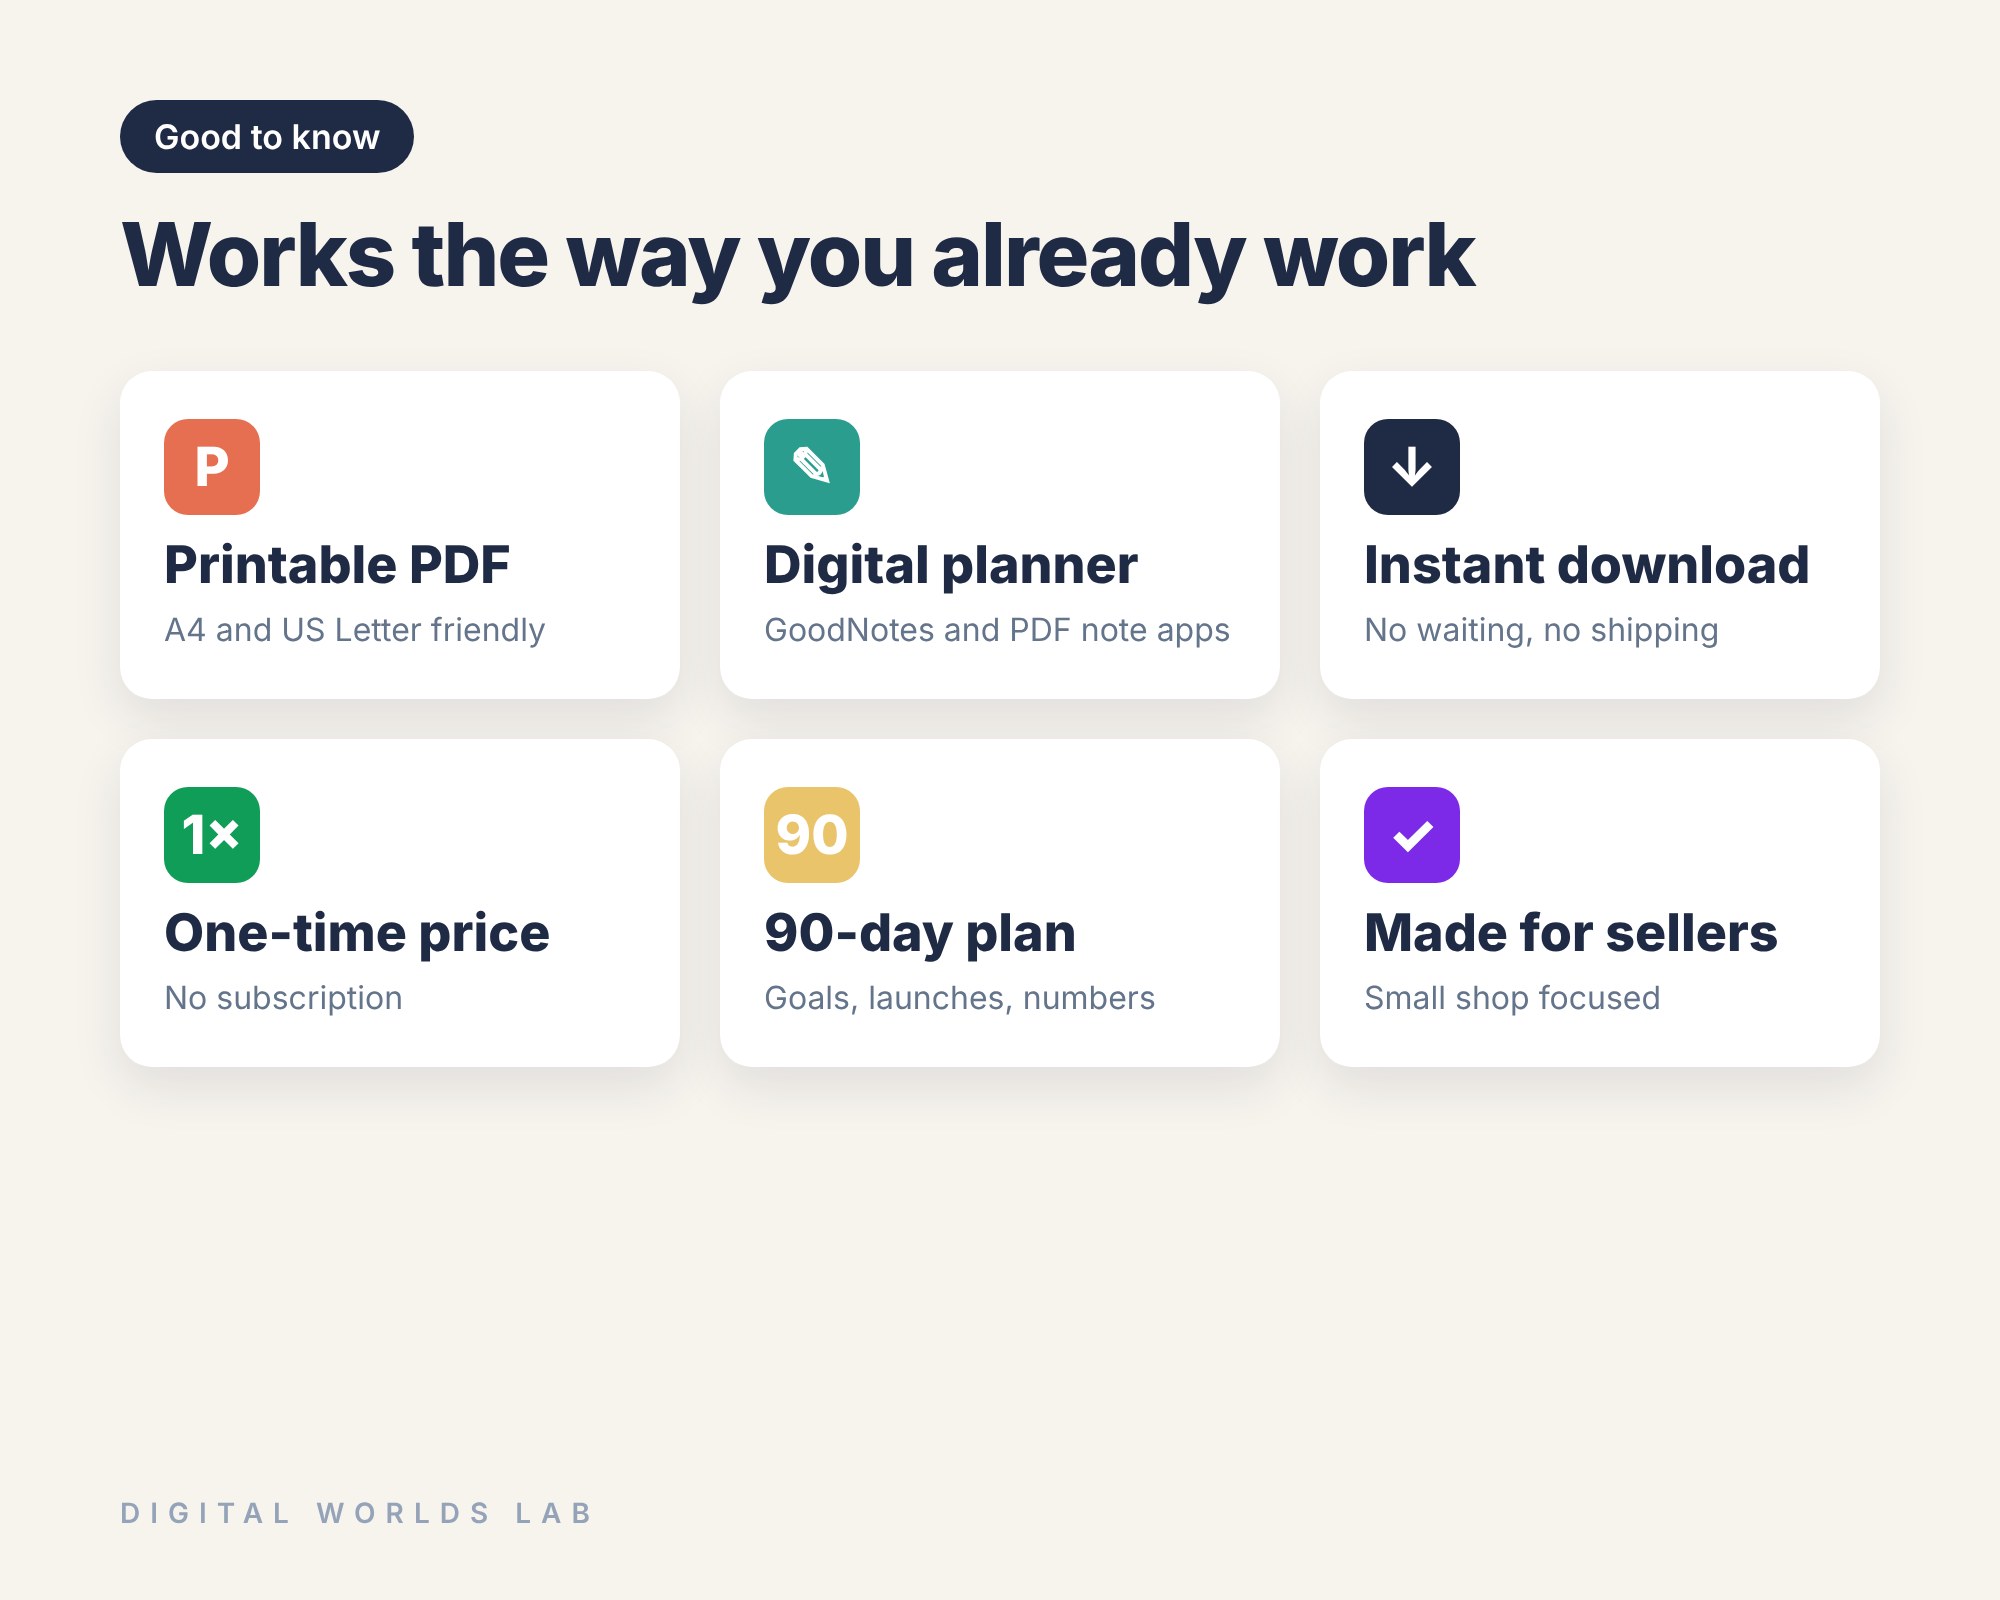 Good to know
Works the way you already work
P
Printable PDF
A4 and US Letter friendly
✎
Digital planner
GoodNotes and PDF note apps
↓
Instant download
No waiting, no shipping
1×
One-time price
No subscription
90
90-day plan
Goals, launches, numbers
✓
Made for sellers
Small shop focused
DIGITAL WORLDS LAB